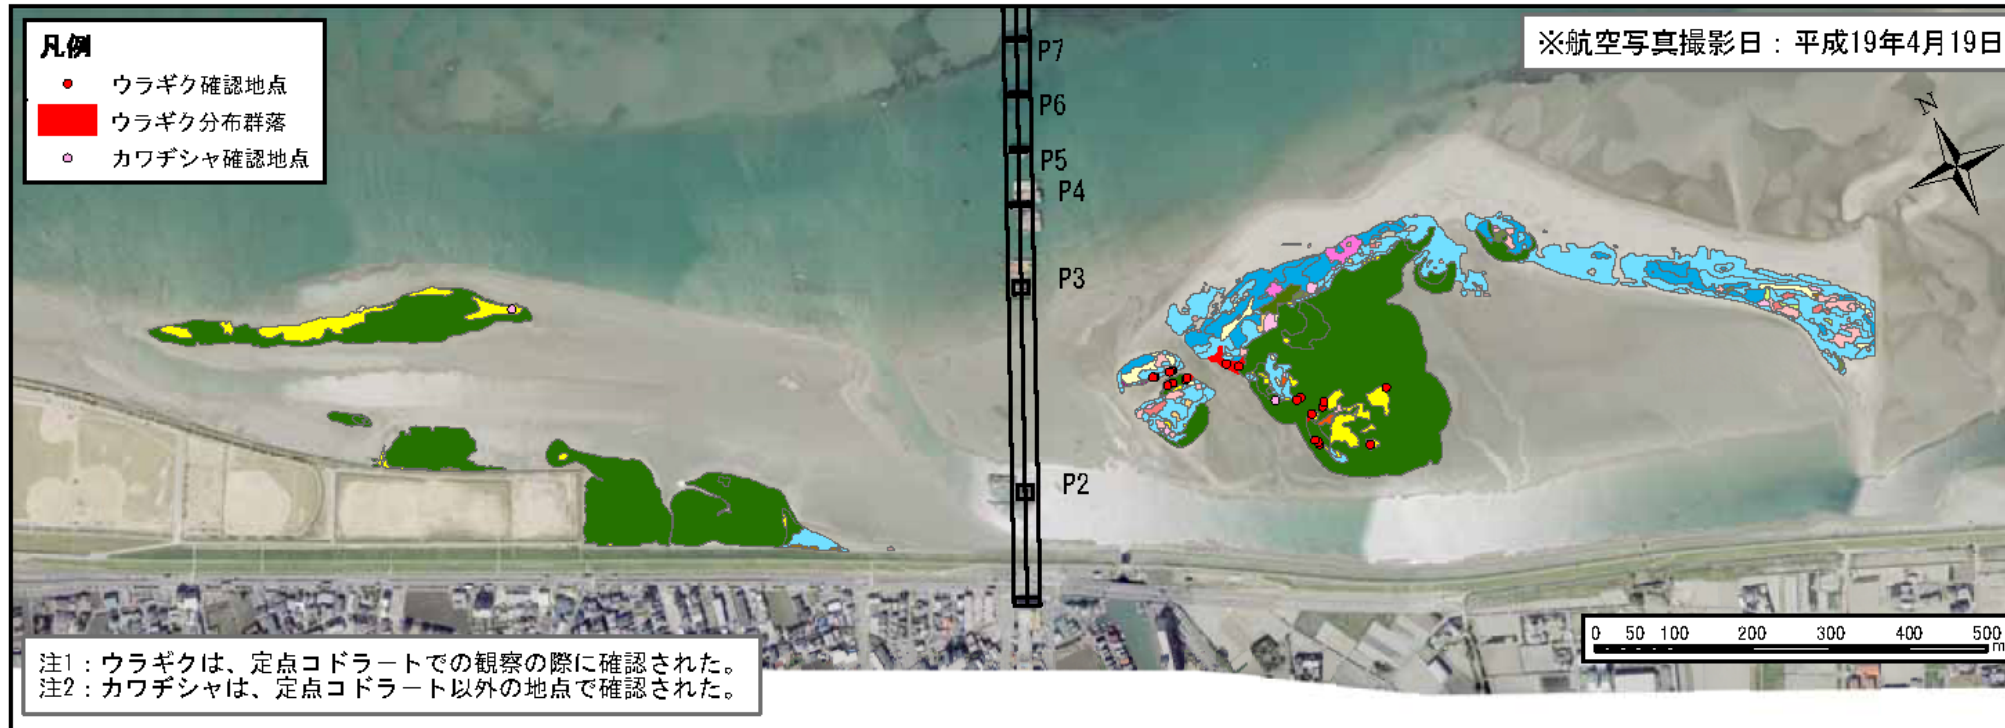 凡例
ウラギク確認地点
ウラギク分布群落
カワヂシャ確認地点
※航空写真撮影日：平成19年4月19日
N
P7
P6
P5
P4
P3
P2
0 50 100 200 300 400 500
m
注1：ウラギクは、定点コドラートでの観察の際に確認された。
注2：カワヂシャは、定点コドラート以外の地点で確認された。